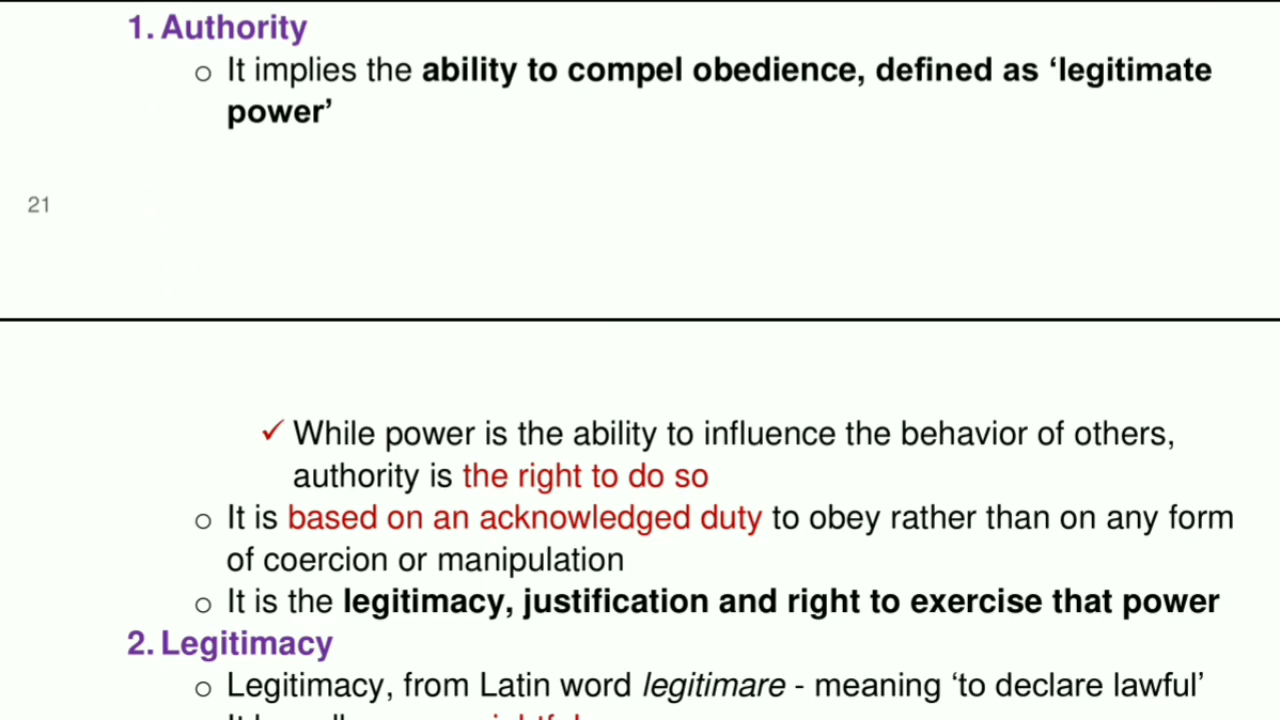 1. Authority
o It implies the ability to compel obedience, defined as ‘legitimate
power’
21
✓ While power is the ability to influence the behavior of others,
authority is the right to do so
o It is based on an acknowledged duty to obey rather than on any form
of coercion or manipulation
o It is the legitimacy, justification and right to exercise that power
2. Legitimacy
o Legitimacy, from Latin word legitimare - meaning ‘to declare lawful’